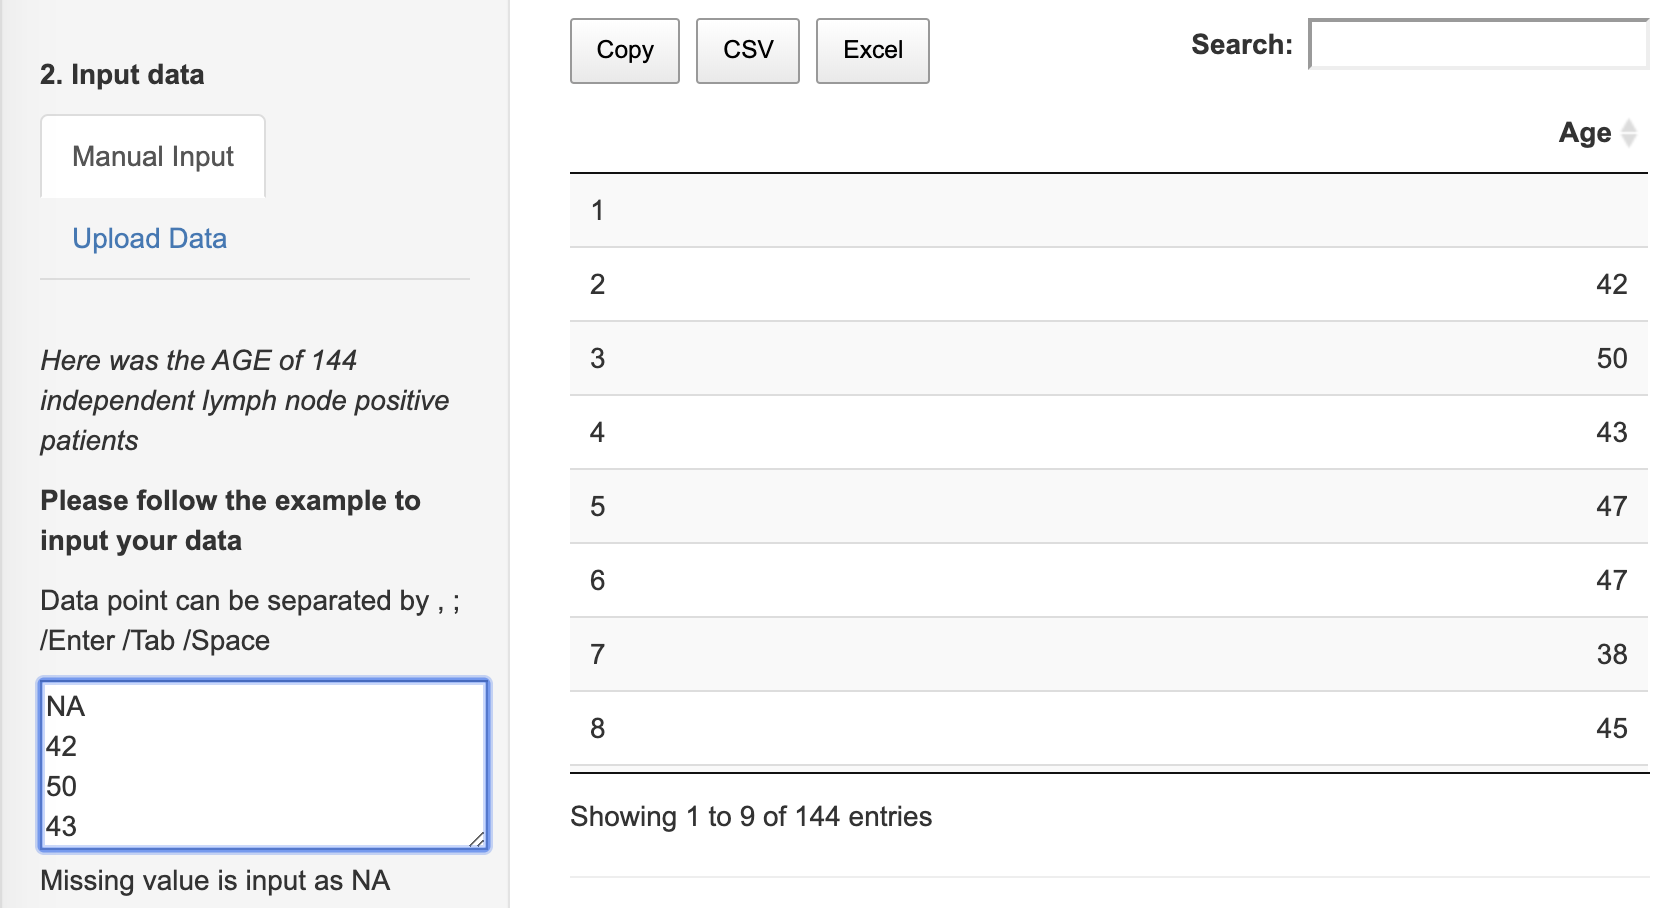 2. Input data
Manual Input
Upload Data
Here was the AGE of 144
independent lymph node positive
patients
Please follow the example to
input your data
Data point can be separated by , ;
/Enter /Tab /Space
NA
42
50
43
Missing value is input as NA
Copy CSV Excel Search:
Age
1
2 42
3 50
4 43
5 47
6 47
7 38
8 45
Showing 1 to 9 of 144 entries